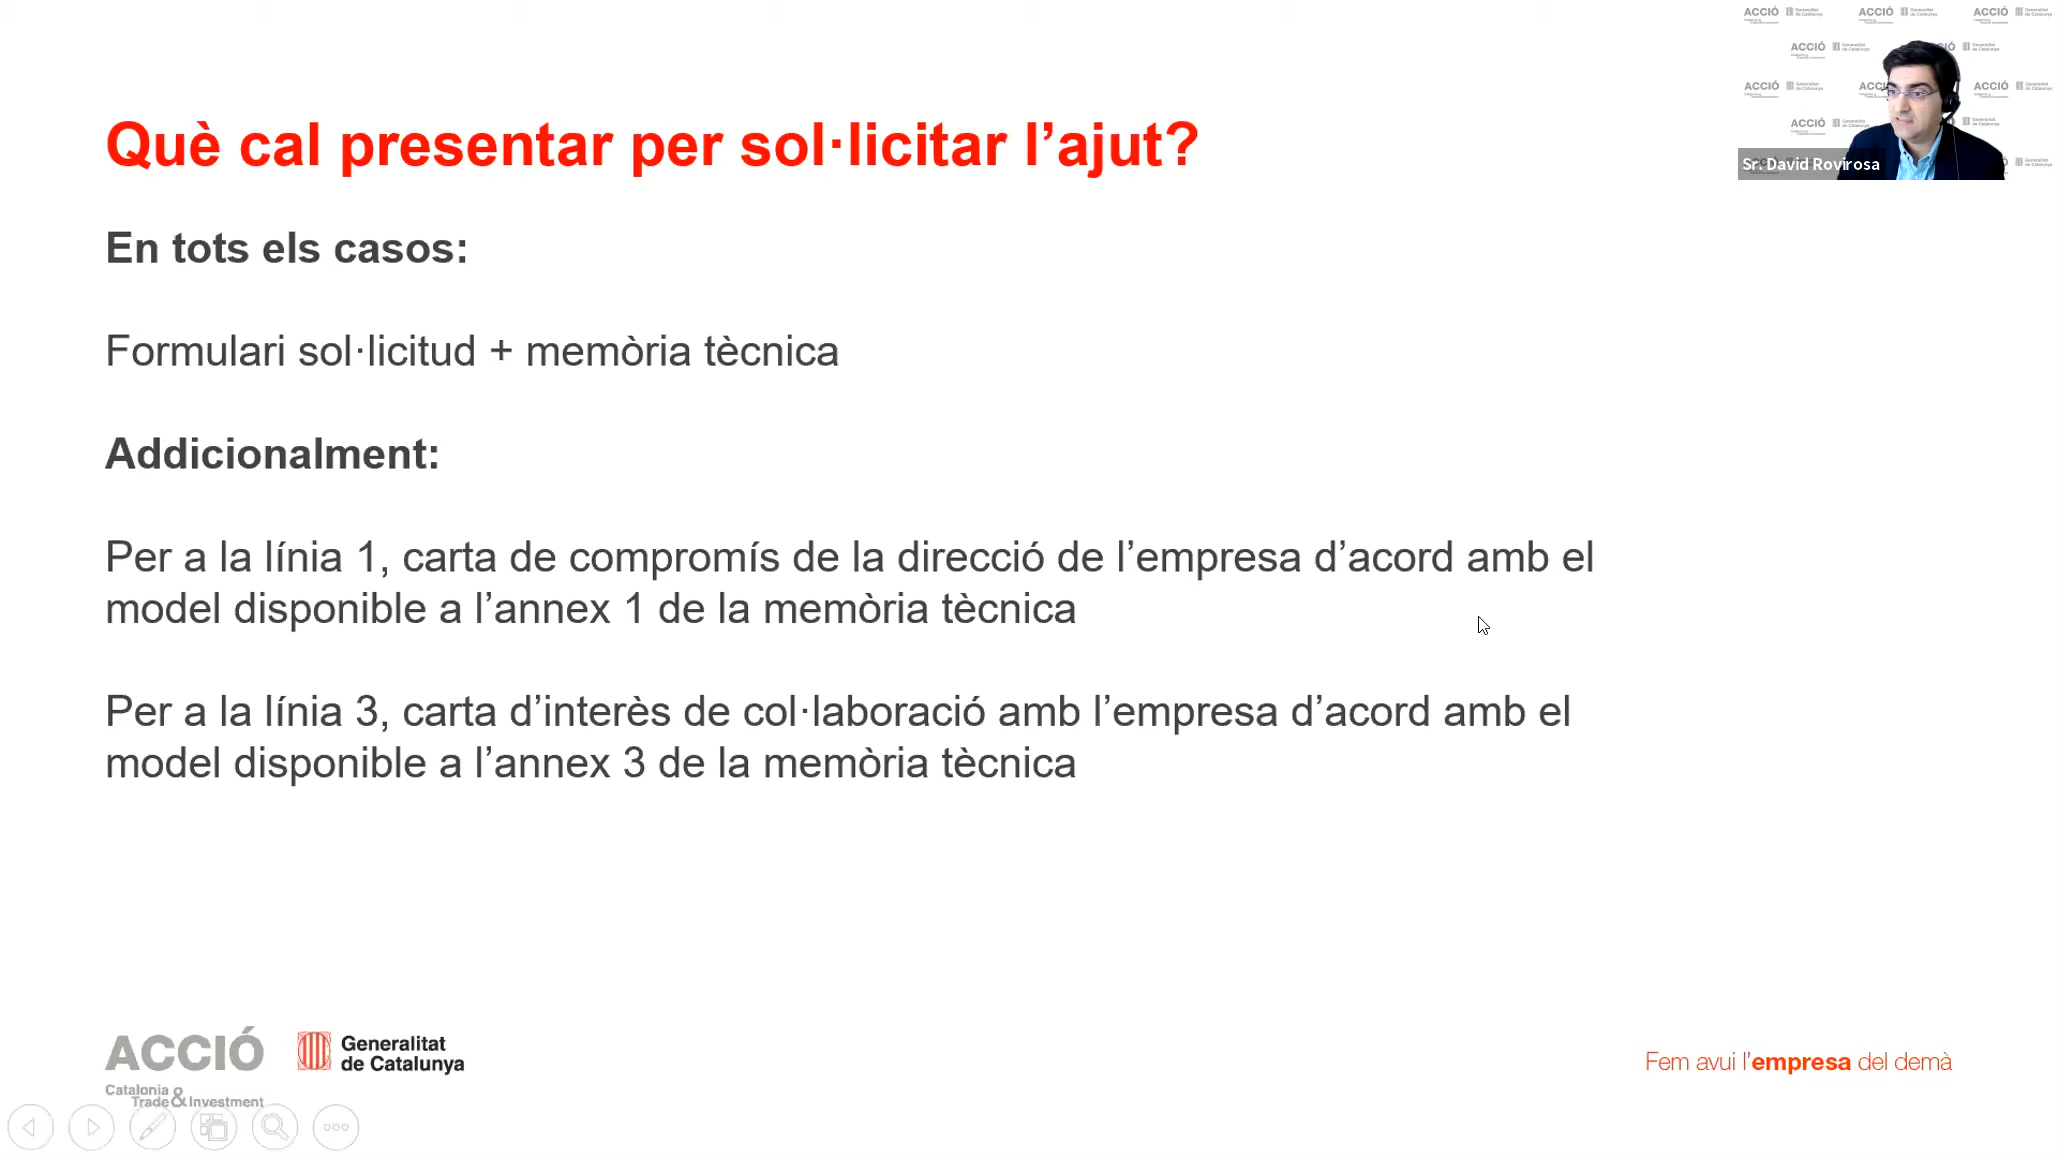 Què cal presentar per sol·licitar l’ajut?
Sr. David Rovirosa
En tots els casos:
Formulari sol·licitud + memòria tècnica
Addicionalment:
Per a la línia 1, carta de compromís de la direcció de l’empresa d’acord amb el
model disponible a l’annex 1 de la memòria tècnica
Per a la línia 3, carta d’interès de col·laboració amb l’empresa d’acord amb el
model disponible a l’annex 3 de la memòria tècnica
ACCIÓ
Catalonia
Trade & Investment
Generalitat
de Catalunya
Fem avui l’empresa del demà